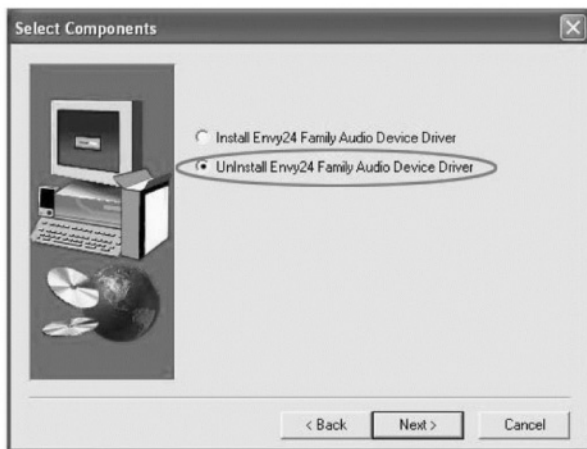 Select Components
Install Envy24 Family Audio Device Driver
UnInstall Envy24 Family Audio Device Driver
< Back
Next >
Cancel